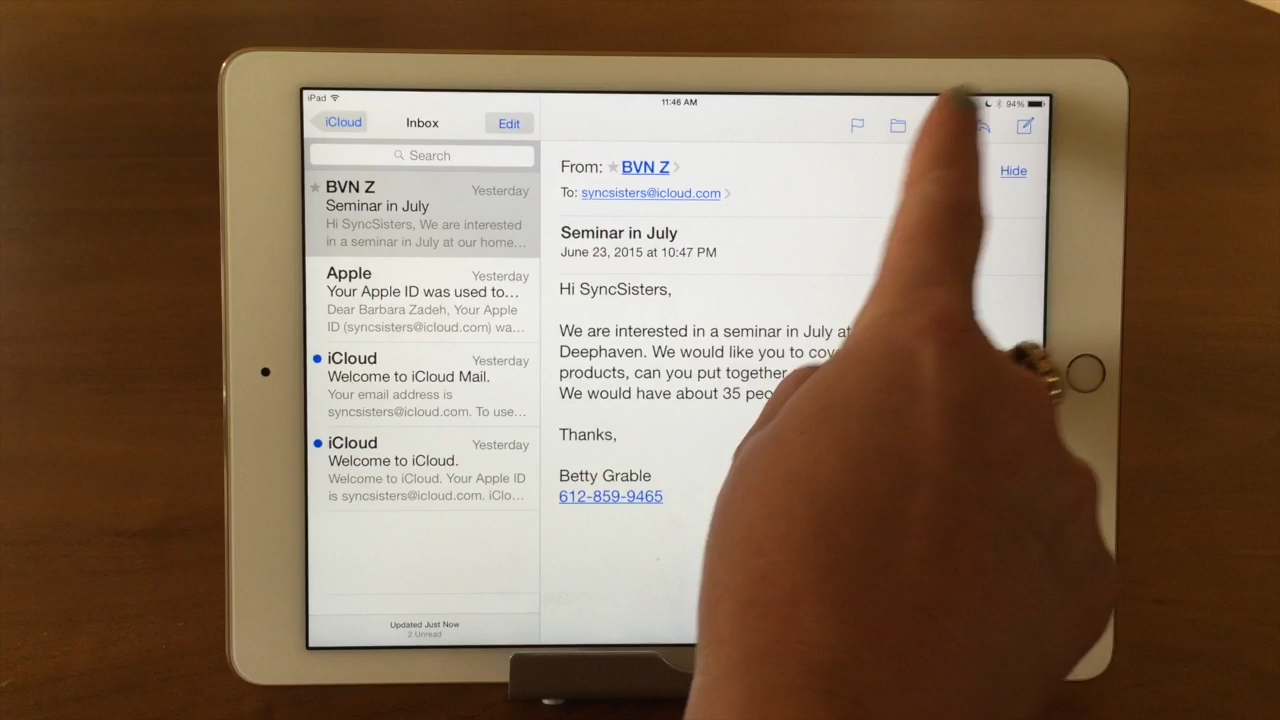 iPad
11:46 AM
94%
iCloud
Inbox
Edit
Search
BVN Z
Yesterday
Seminar in July
Hi SyncSisters, We are interested
in a seminar in July at our home...
Apple
Yesterday
Your Apple ID was used to...
Dear Barbara Zadeh, Your Apple
ID (syncsisters@icloud.com) wa...
iCloud
Yesterday
Welcome to iCloud Mail.
Your email address is
syncsisters@icloud.com. To use...
iCloud
Yesterday
Welcome to iCloud.
Welcome to iCloud. Your Apple ID
is syncsisters@icloud.com. iClo...
Updated Just Now
2 Unread
From: BVN Z
Hide
To: syncsisters@icloud.com
Seminar in July
June 23, 2015 at 10:47 PM
Hi SyncSisters,
We are interested in a seminar in July at
Deephaven. We would like you to
products, can you put together
We would have about 35
Thanks,
Betty Grable
612-859-9465